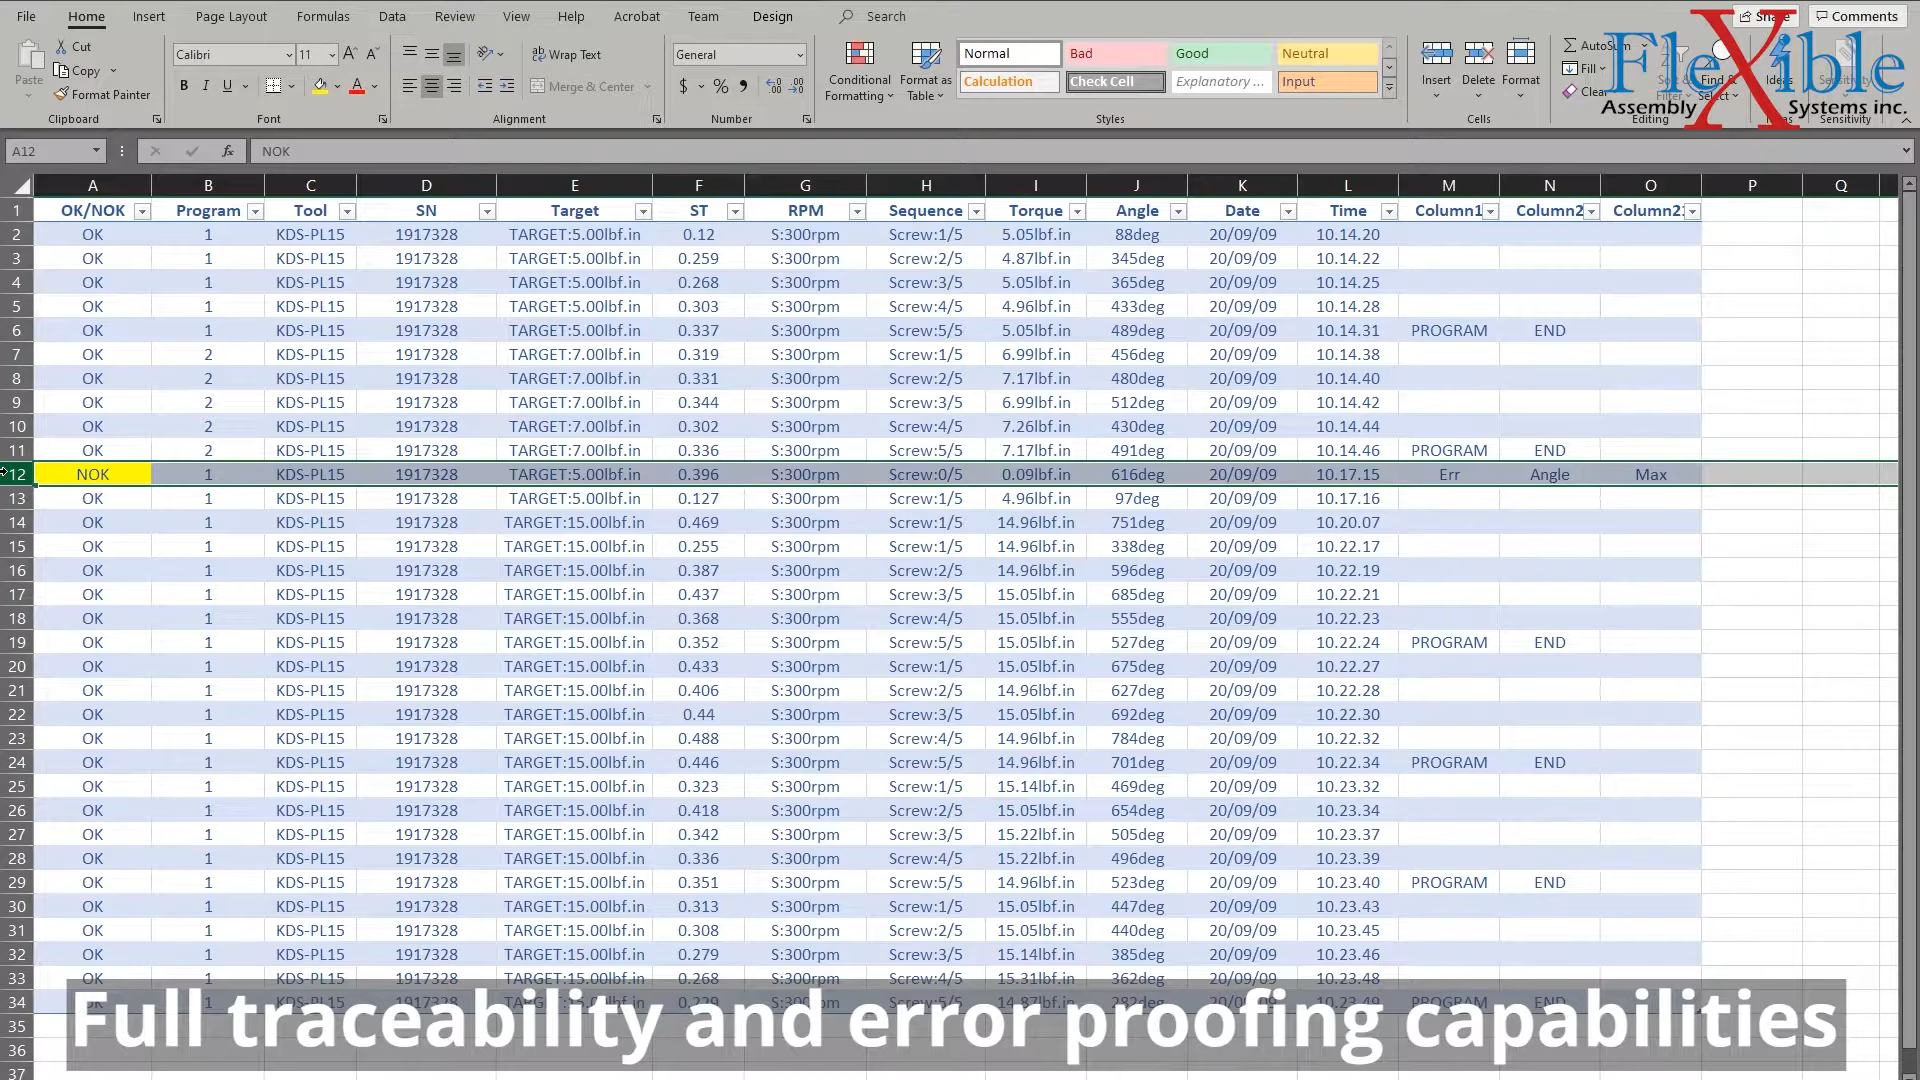 File Home Insert Page Layout Formulas Data Review View Help Acrobat Team Design Search Share Comments
Paste Cut Copy Format Painter Clipboard
Calibri 11 B I U Font
Wrap Text Merge & Center Alignment
General $ % Number
Conditional Formatting Format as Table
Normal Bad Good Neutral
Calculation Check Cell Explanatory ... Input
Styles
Insert Delete Format Cells
AutoSum Fill Clear Find & Select Ideas Editing Sensitivity
FleXible
Assembly Systems inc.
A12 fx NOK
A B C D E F G H I J K L M N O P Q
1 OK/NOK Program Tool SN Target ST RPM Sequence Torque Angle Date Time Column1 Column2 Column2
2 OK 1 KDS-PL15 1917328 TARGET:5.00lbf.in 0.12 S:300rpm Screw:1/5 5.05lbf.in 88deg 20/09/09 10.14.20
3 OK 1 KDS-PL15 1917328 TARGET:5.00lbf.in 0.259 S:300rpm Screw:2/5 4.87lbf.in 345deg 20/09/09 10.14.22
4 OK 1 KDS-PL15 1917328 TARGET:5.00lbf.in 0.268 S:300rpm Screw:3/5 5.05lbf.in 365deg 20/09/09 10.14.25
5 OK 1 KDS-PL15 1917328 TARGET:5.00lbf.in 0.303 S:300rpm Screw:4/5 4.96lbf.in 433deg 20/09/09 10.14.28
6 OK 1 KDS-PL15 1917328 TARGET:5.00lbf.in 0.337 S:300rpm Screw:5/5 5.05lbf.in 489deg 20/09/09 10.14.31 PROGRAM END
7 OK 2 KDS-PL15 1917328 TARGET:7.00lbf.in 0.319 S:300rpm Screw:1/5 6.99lbf.in 456deg 20/09/09 10.14.38
8 OK 2 KDS-PL15 1917328 TARGET:7.00lbf.in 0.331 S:300rpm Screw:2/5 7.17lbf.in 480deg 20/09/09 10.14.40
9 OK 2 KDS-PL15 1917328 TARGET:7.00lbf.in 0.344 S:300rpm Screw:3/5 6.99lbf.in 512deg 20/09/09 10.14.42
10 OK 2 KDS-PL15 1917328 TARGET:7.00lbf.in 0.302 S:300rpm Screw:4/5 7.26lbf.in 430deg 20/09/09 10.14.44
11 OK 2 KDS-PL15 1917328 TARGET:7.00lbf.in 0.336 S:300rpm Screw:5/5 7.17lbf.in 491deg 20/09/09 10.14.46 PROGRAM END
12 NOK 1 KDS-PL15 1917328 TARGET:5.00lbf.in 0.396 S:300rpm Screw:0/5 0.09lbf.in 616deg 20/09/09 10.17.15 Err Angle Max
13 OK 1 KDS-PL15 1917328 TARGET:5.00lbf.in 0.127 S:300rpm Screw:1/5 4.96lbf.in 97deg 20/09/09 10.17.16
14 OK 1 KDS-PL15 1917328 TARGET:15.00lbf.in 0.469 S:300rpm Screw:1/5 14.96lbf.in 751deg 20/09/09 10.20.07
15 OK 1 KDS-PL15 1917328 TARGET:15.00lbf.in 0.255 S:300rpm Screw:1/5 14.96lbf.in 338deg 20/09/09 10.22.17
16 OK 1 KDS-PL15 1917328 TARGET:15.00lbf.in 0.387 S:300rpm Screw:2/5 14.96lbf.in 596deg 20/09/09 10.22.19
17 OK 1 KDS-PL15 1917328 TARGET:15.00lbf.in 0.437 S:300rpm Screw:3/5 15.05lbf.in 685deg 20/09/09 10.22.21
18 OK 1 KDS-PL15 1917328 TARGET:15.00lbf.in 0.368 S:300rpm Screw:4/5 15.05lbf.in 555deg 20/09/09 10.22.23
19 OK 1 KDS-PL15 1917328 TARGET:15.00lbf.in 0.352 S:300rpm Screw:5/5 15.05lbf.in 527deg 20/09/09 10.22.24 PROGRAM END
20 OK 1 KDS-PL15 1917328 TARGET:15.00lbf.in 0.433 S:300rpm Screw:1/5 15.05lbf.in 675deg 20/09/09 10.22.27
21 OK 1 KDS-PL15 1917328 TARGET:15.00lbf.in 0.406 S:300rpm Screw:2/5 14.96lbf.in 627deg 20/09/09 10.22.28
22 OK 1 KDS-PL15 1917328 TARGET:15.00lbf.in 0.44 S:300rpm Screw:3/5 15.05lbf.in 692deg 20/09/09 10.22.30
23 OK 1 KDS-PL15 1917328 TARGET:15.00lbf.in 0.488 S:300rpm Screw:4/5 14.96lbf.in 784deg 20/09/09 10.22.32
24 OK 1 KDS-PL15 1917328 TARGET:15.00lbf.in 0.446 S:300rpm Screw:5/5 14.96lbf.in 701deg 20/09/09 10.22.34 PROGRAM END
25 OK 1 KDS-PL15 1917328 TARGET:15.00lbf.in 0.323 S:300rpm Screw:1/5 15.14lbf.in 469deg 20/09/09 10.23.32
26 OK 1 KDS-PL15 1917328 TARGET:15.00lbf.in 0.418 S:300rpm Screw:2/5 15.05lbf.in 654deg 20/09/09 10.23.34
27 OK 1 KDS-PL15 1917328 TARGET:15.00lbf.in 0.342 S:300rpm Screw:3/5 15.22lbf.in 505deg 20/09/09 10.23.37
28 OK 1 KDS-PL15 1917328 TARGET:15.00lbf.in 0.336 S:300rpm Screw:4/5 15.22lbf.in 496deg 20/09/09 10.23.39
29 OK 1 KDS-PL15 1917328 TARGET:15.00lbf.in 0.351 S:300rpm Screw:5/5 14.96lbf.in 523deg 20/09/09 10.23.40 PROGRAM END
30 OK 1 KDS-PL15 1917328 TARGET:15.00lbf.in 0.313 S:300rpm Screw:1/5 15.05lbf.in 447deg 20/09/09 10.23.43
31 OK 1 KDS-PL15 1917328 TARGET:15.00lbf.in 0.308 S:300rpm Screw:2/5 15.05lbf.in 440deg 20/09/09 10.23.45
32 OK 1 KDS-PL15 1917328 TARGET:15.00lbf.in 0.279 S:300rpm Screw:3/5 15.14lbf.in 385deg 20/09/09 10.23.46
33 OK 1 KDS-PL15 1917328 TARGET:15.00lbf.in 0.268 S:300rpm Screw:4/5 15.31lbf.in 362deg 20/09/09 10.23.48
34
Full traceability and error proofing capabilities
35
36
37